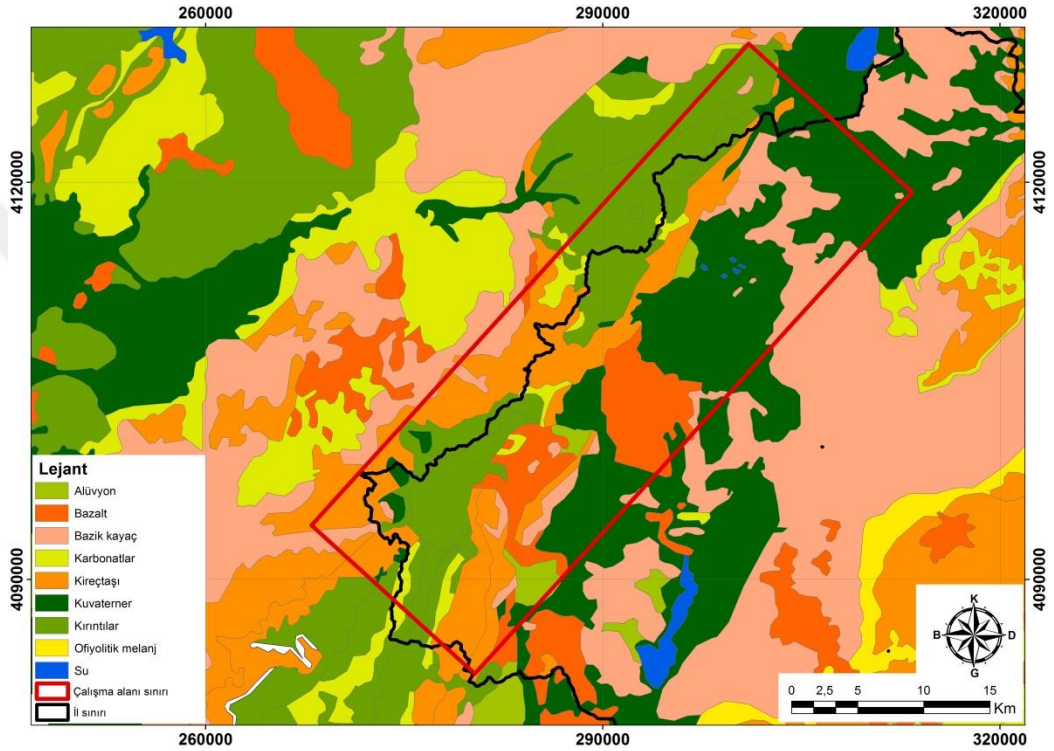 260000 290000 320000
4120000 4120000
4090000 4090000
Lejant
Alüvyon
Bazalt
Bazik kayaç
Karbonatlar
Kireçtaşı
Kuvaterner
Kırıntılar
Ofiyolitik melanj
Su
Çalışma alanı sınırı
İl sınırı
K
B D
G
0 2,5 5 10 15
Km
260000 290000 320000